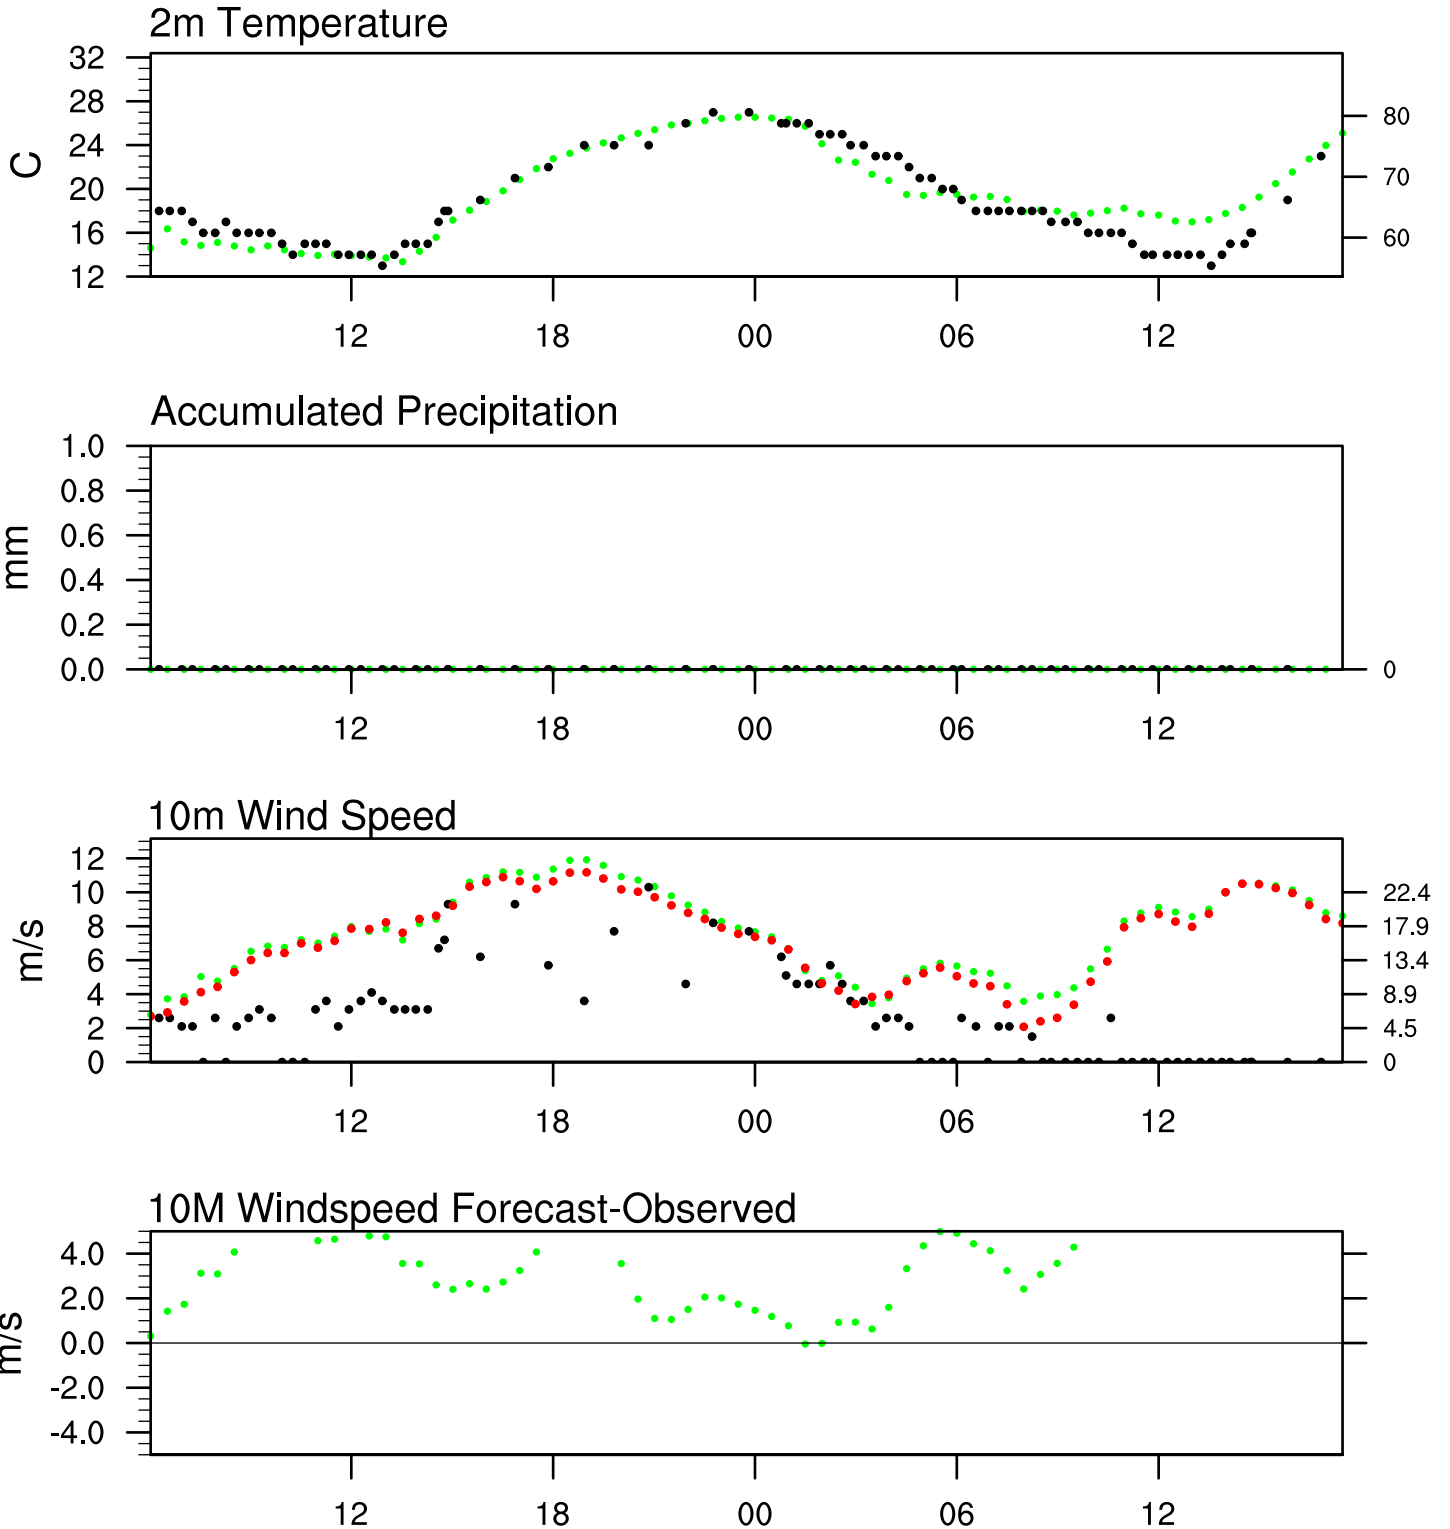 2m Temperature
32
28
24
20
16
12
C
80
70
60
12 18 00 06 12
Accumulated Precipitation
1.0
0.8
0.6
0.4
0.2
0.0
mm
0
12 18 00 06 12
10m Wind Speed
12
10
8
6
4
2
0
m/s
22.4
17.9
13.4
8.9
4.5
0
12 18 00 06 12
10M Windspeed Forecast-Observed
4.0
2.0
0.0
-2.0
-4.0
m/s
12 18 00 06 12